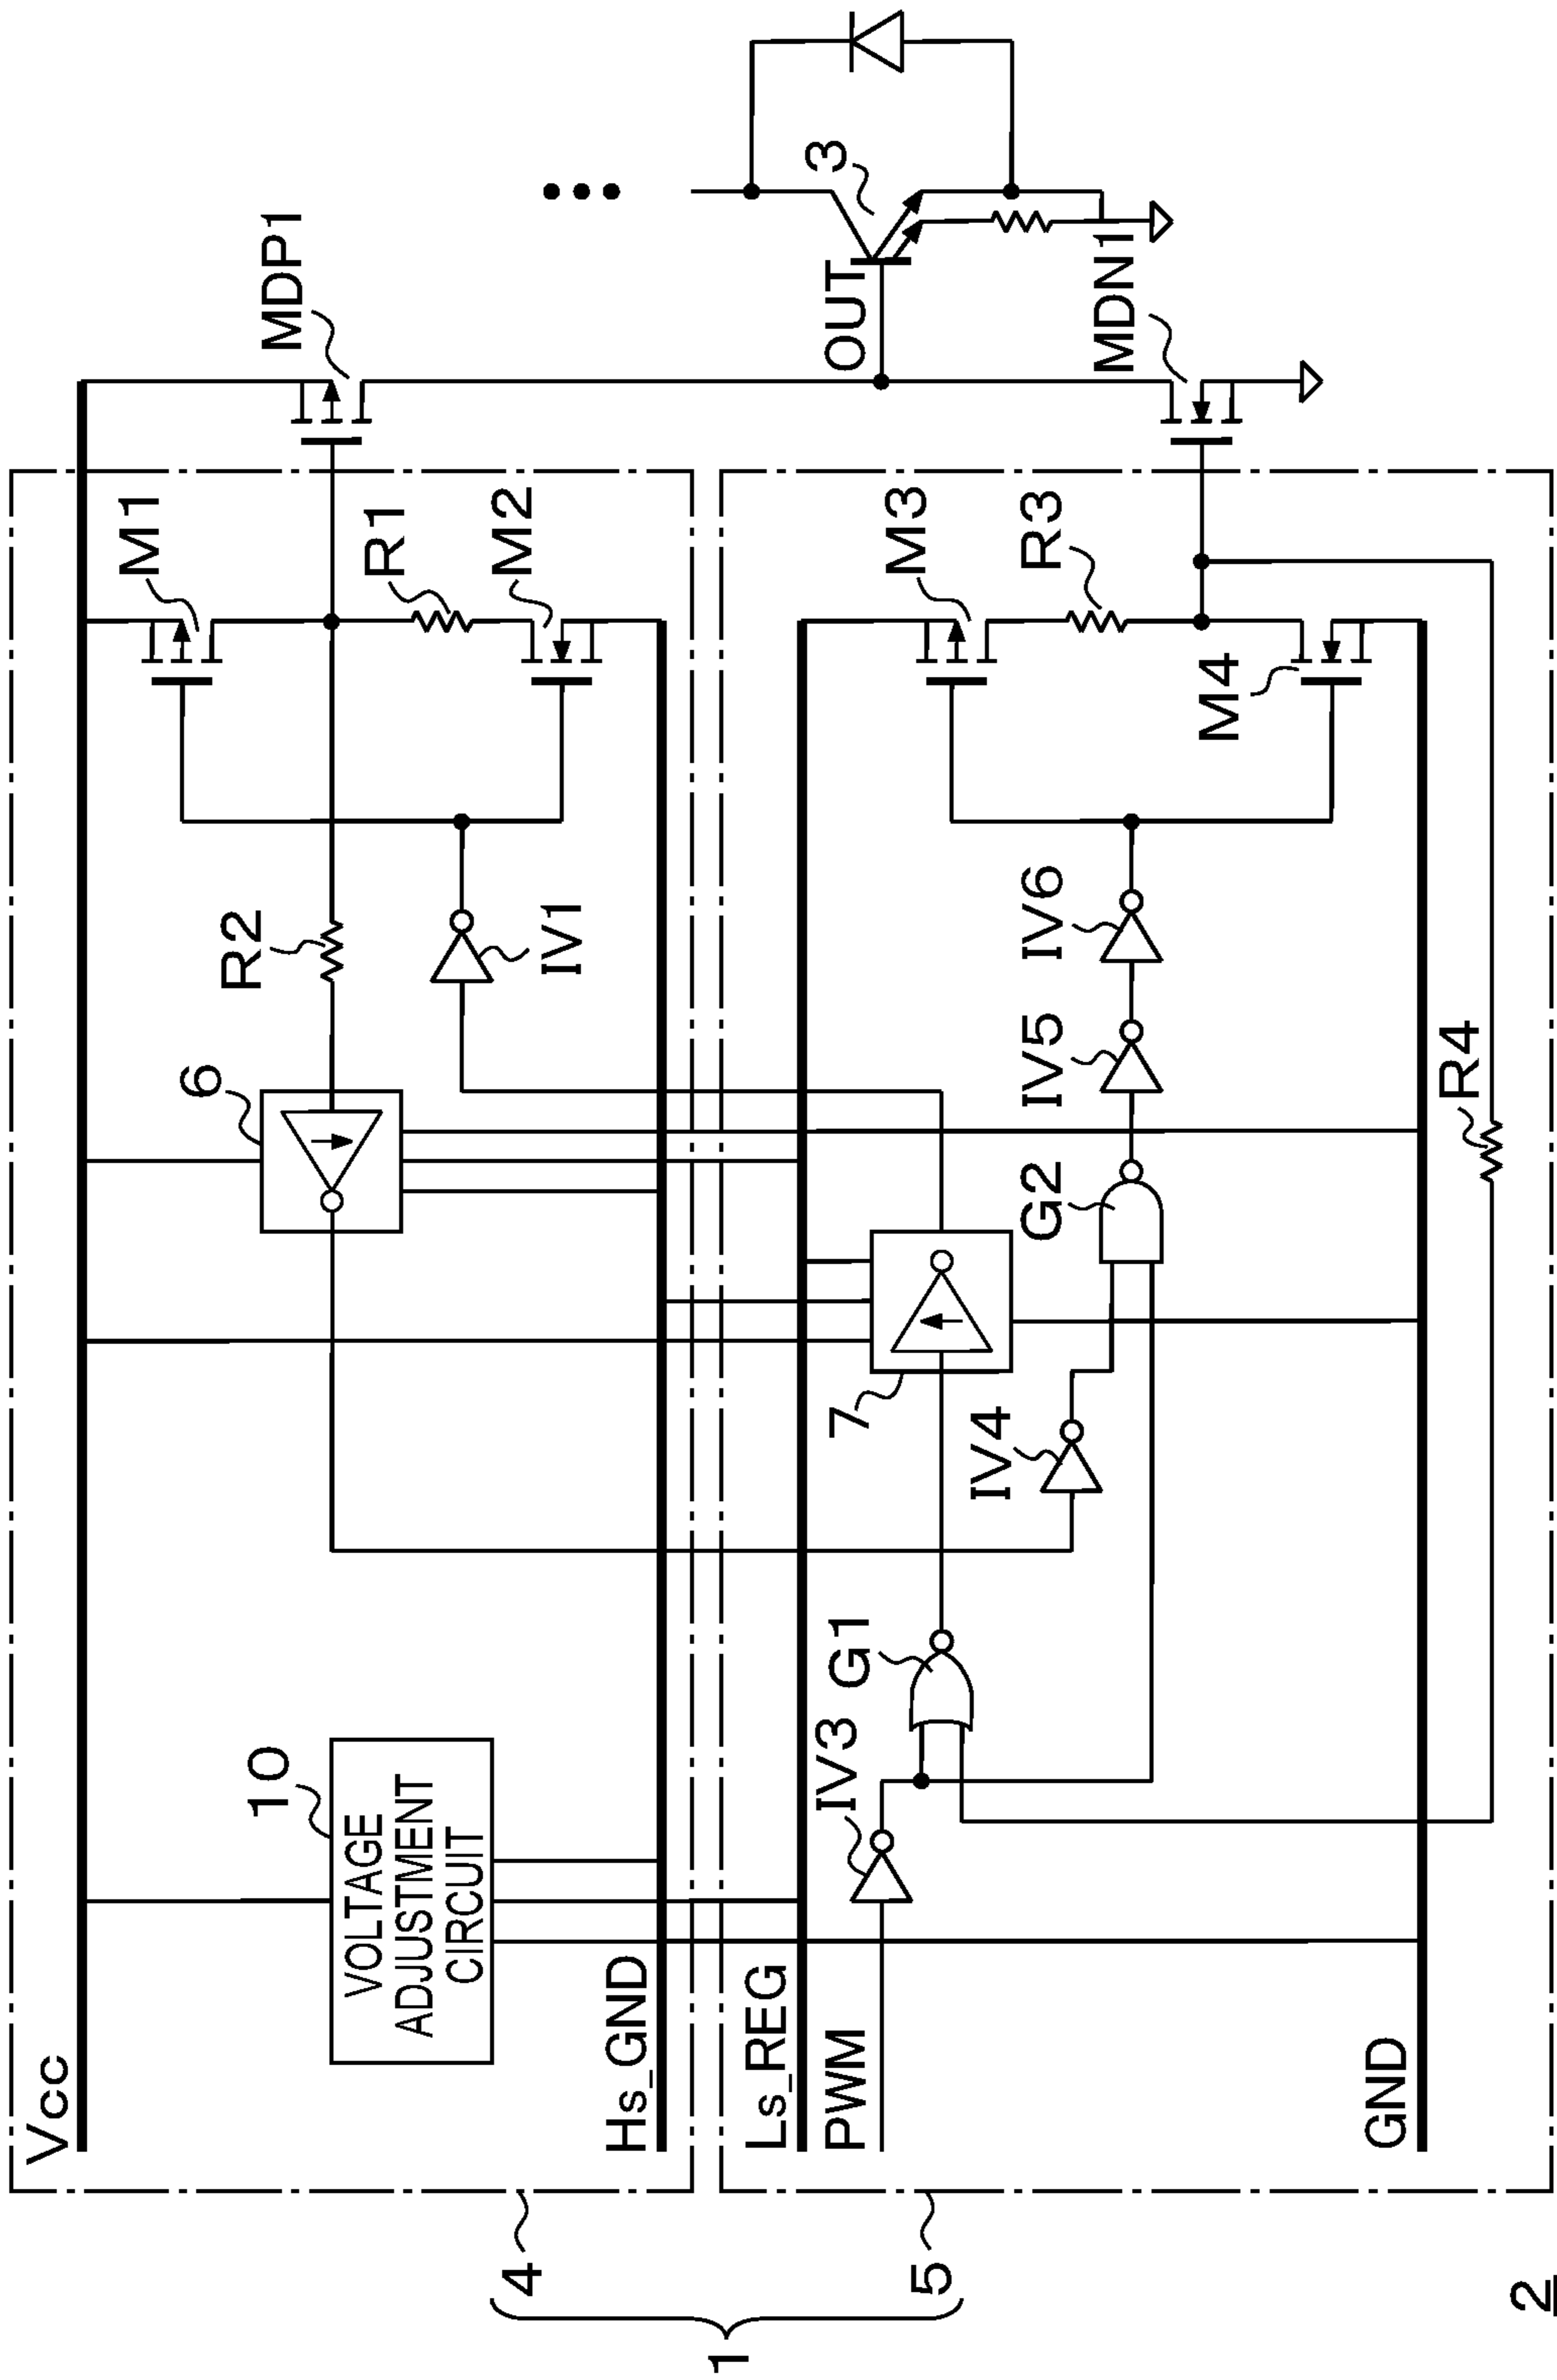 Vcc
10
VOLTAGE
ADJUSTMENT
CIRCUIT
6
R2
IV1
M1
R1
M2
MDP1
Hs_GND
4
1
Ls_REG
PWM
IV3
G1
7
IV4
G2
IV5
IV6
M3
R3
M4
OUT
3
MDN1
GND
R4
5
2